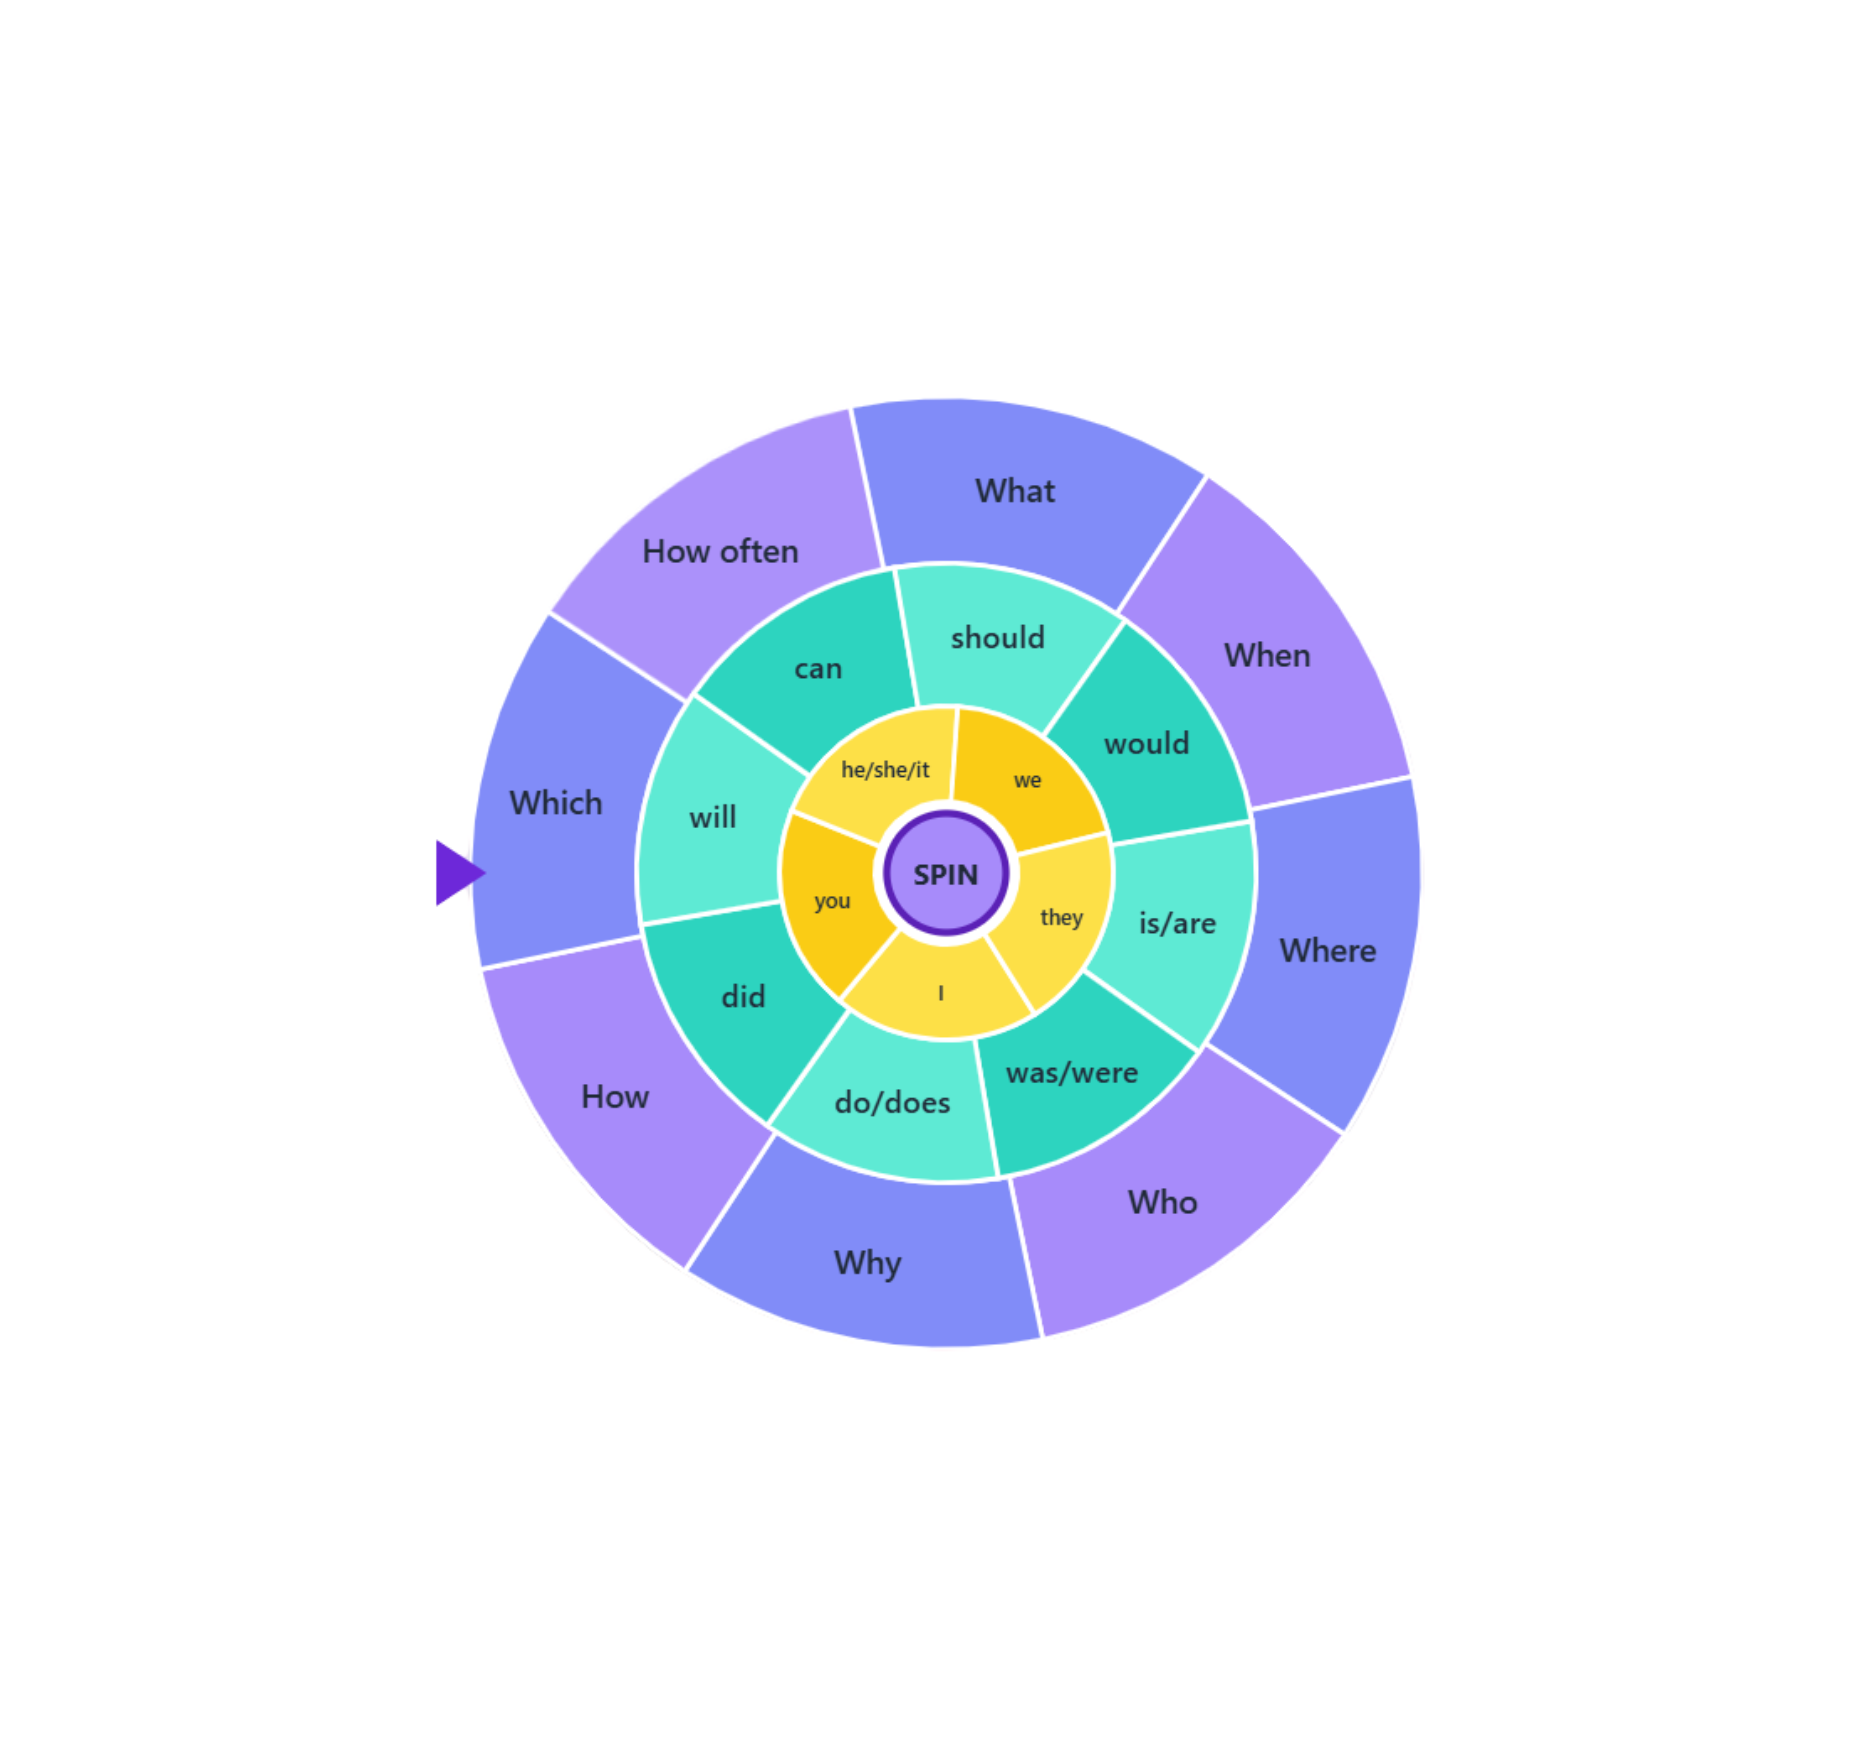 What
When
Where
Who
Why
How
Which
How often
should
would
is/are
was/were
do/does
did
will
can
we
they
I
you
he/she/it
SPIN